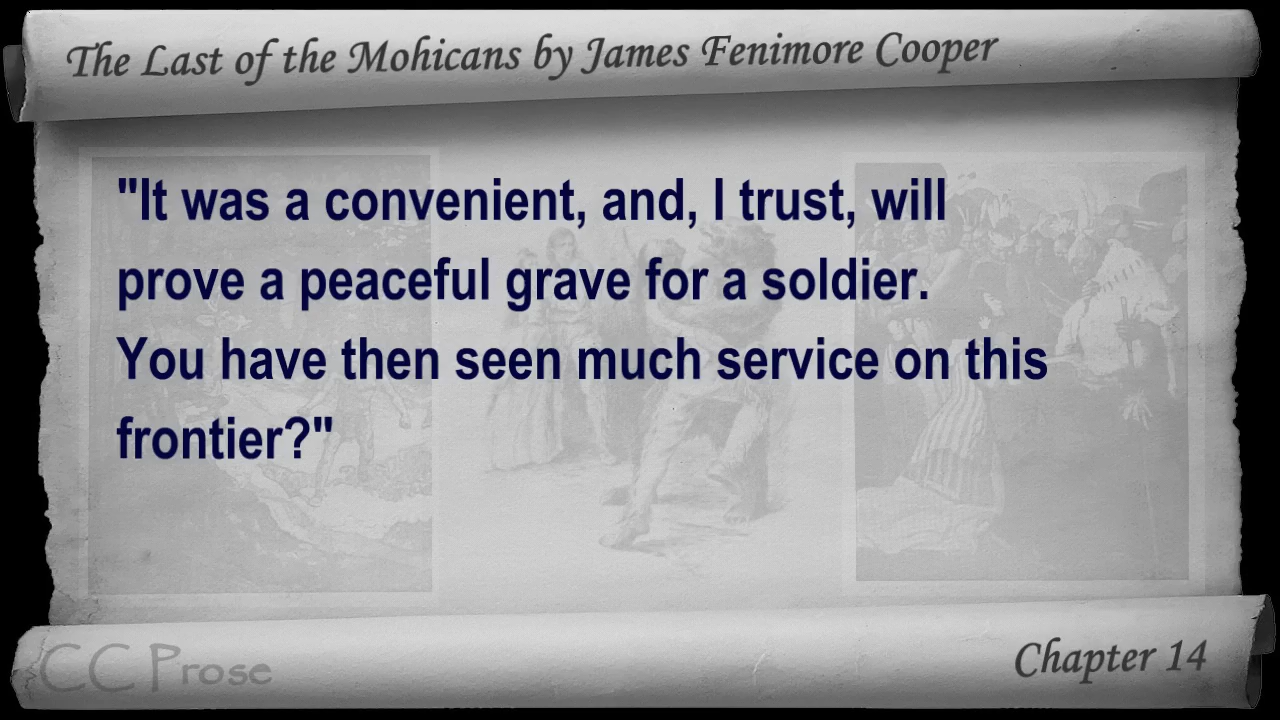 The Last of the Mohicans by James Fenimore Cooper
"It was a convenient, and, I trust, will
prove a peaceful grave for a soldier.
You have then seen much service on this
frontier?"
CC Prose
Chapter 14